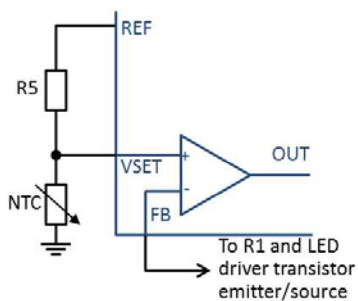 REF
R5
VSET
+
OUT
NTC
-
FB
To R1 and LED
driver transistor
emitter/source